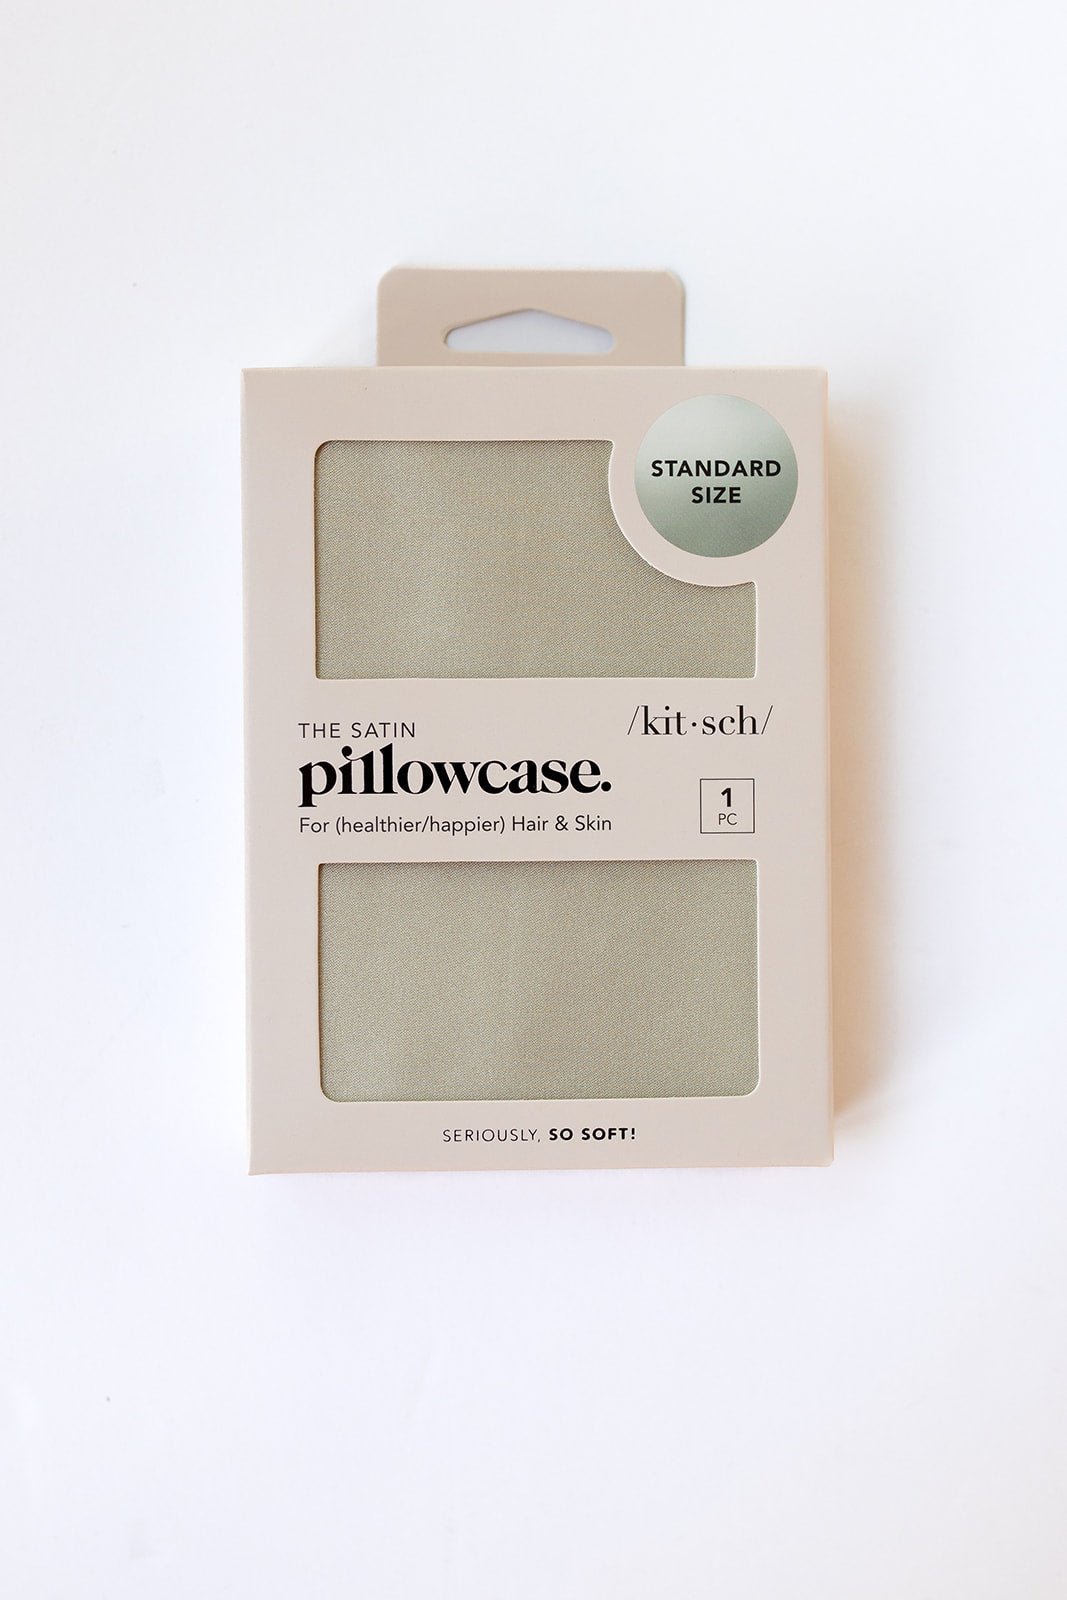 STANDARD
SIZE
THE SATIN
/kit·sch/
pillowcase.
For (healthier/happier) Hair & Skin
1
PC
SERIOUSLY, SO SOFT!